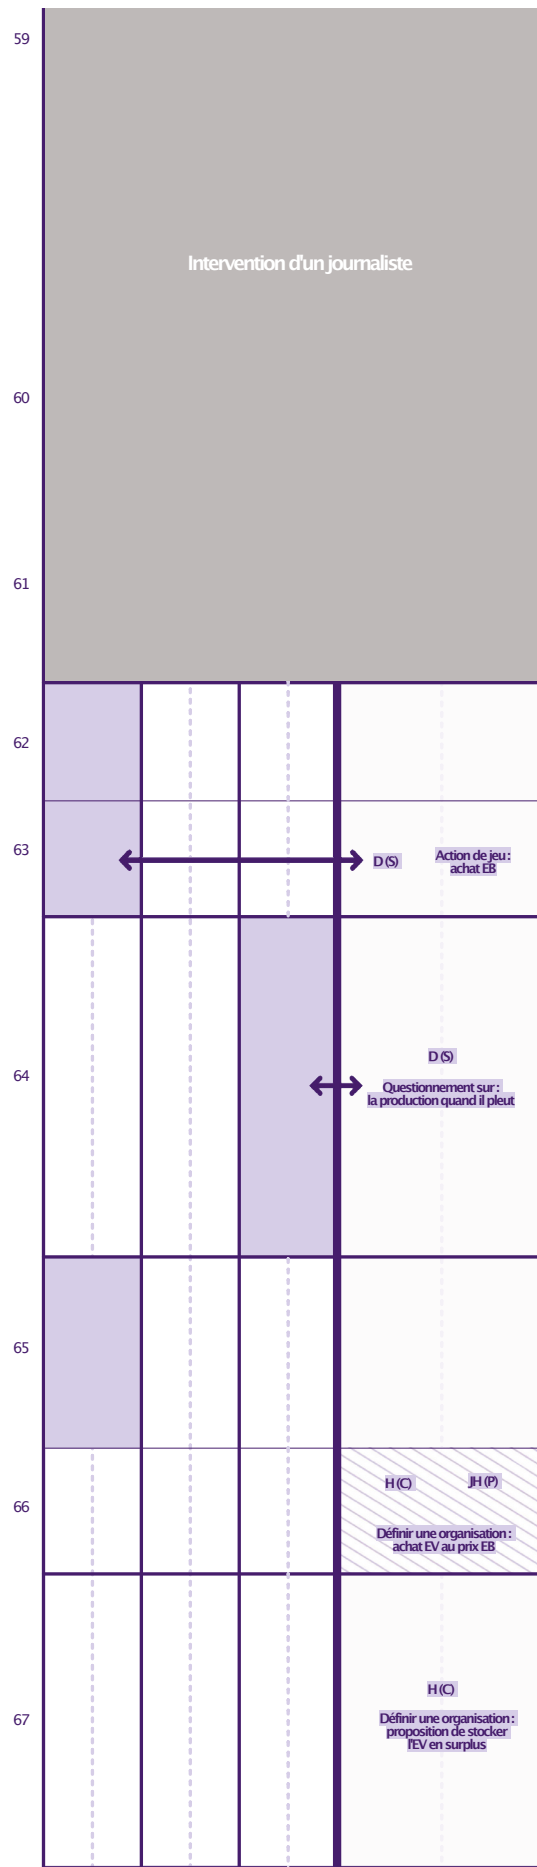 59
Intervention d'un journaliste
60
61
62
63
D (S)
Action de jeu :
achat EB
64
D (S)
Questionnement sur :
la production quand il pleut
65
66
H (C)
JH (P)
Définir une organisation :
achat EV au prix EB
67
H (C)
Définir une organisation :
proposition de stocker
l'EV en surplus